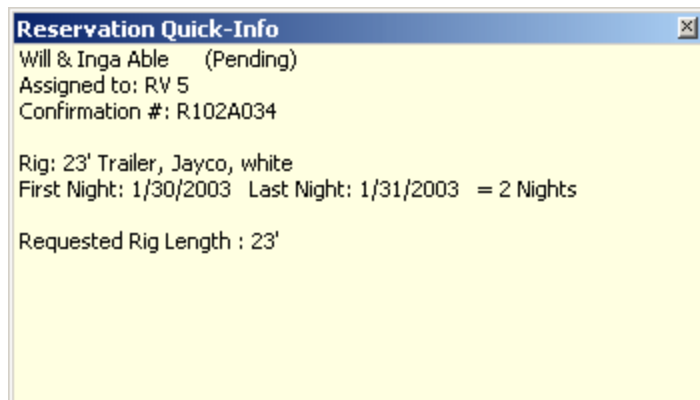 Reservation Quick-Info
Will & Inga Able (Pending)
Assigned to: RV 5
Confirmation #: R102A034
Rig: 23' Trailer, Jayco, white
First Night: 1/30/2003 Last Night: 1/31/2003 = 2 Nights
Requested Rig Length : 23'